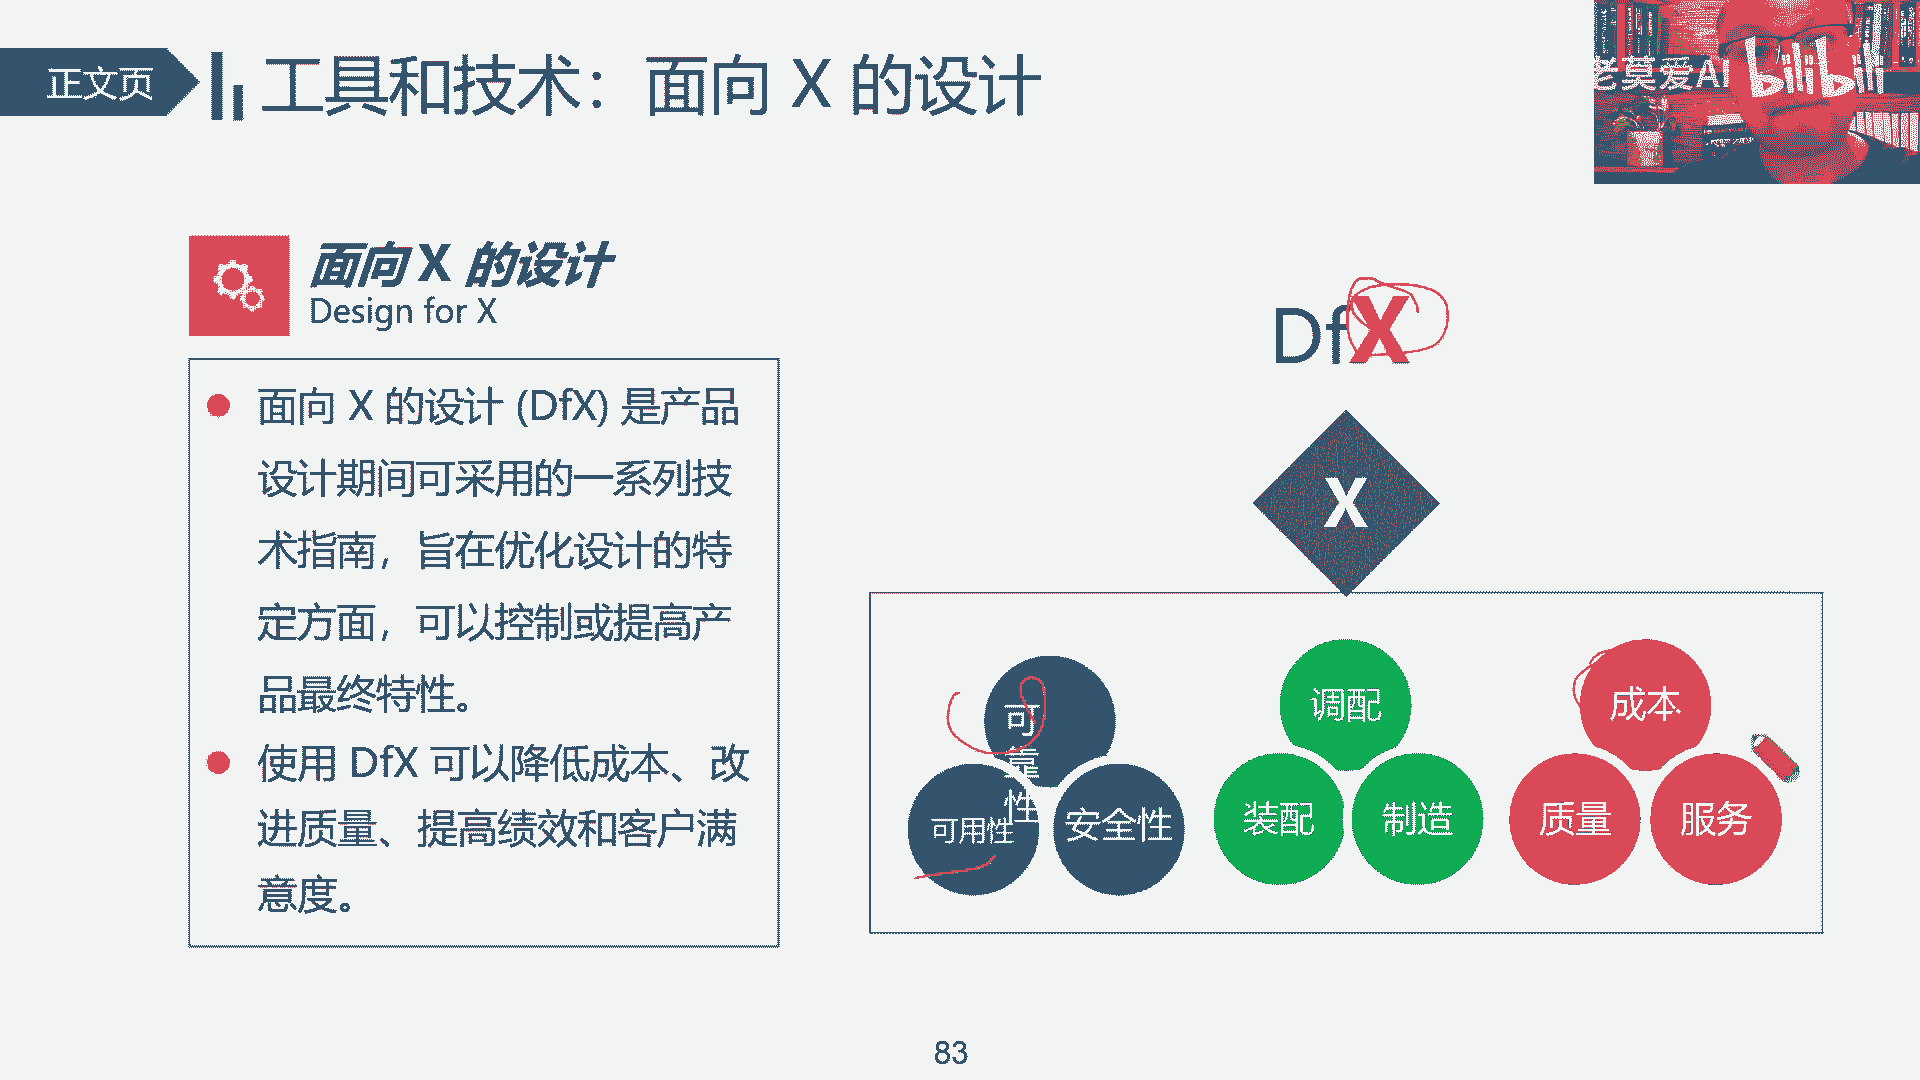 正文页
工具和技术：面向 X 的设计
老莫爱AI bilibili
面向 X 的设计
Design for X
面向 X 的设计 (DfX) 是产品
设计期间可采用的一系列技
术指南，旨在优化设计的特
定方面，可以控制或提高产
品最终特性。
使用 DfX 可以降低成本、改
进质量、提高绩效和客户满
意度。
DfX
X
可靠性
可用性
安全性
调配
装配
制造
成本
质量
服务
83